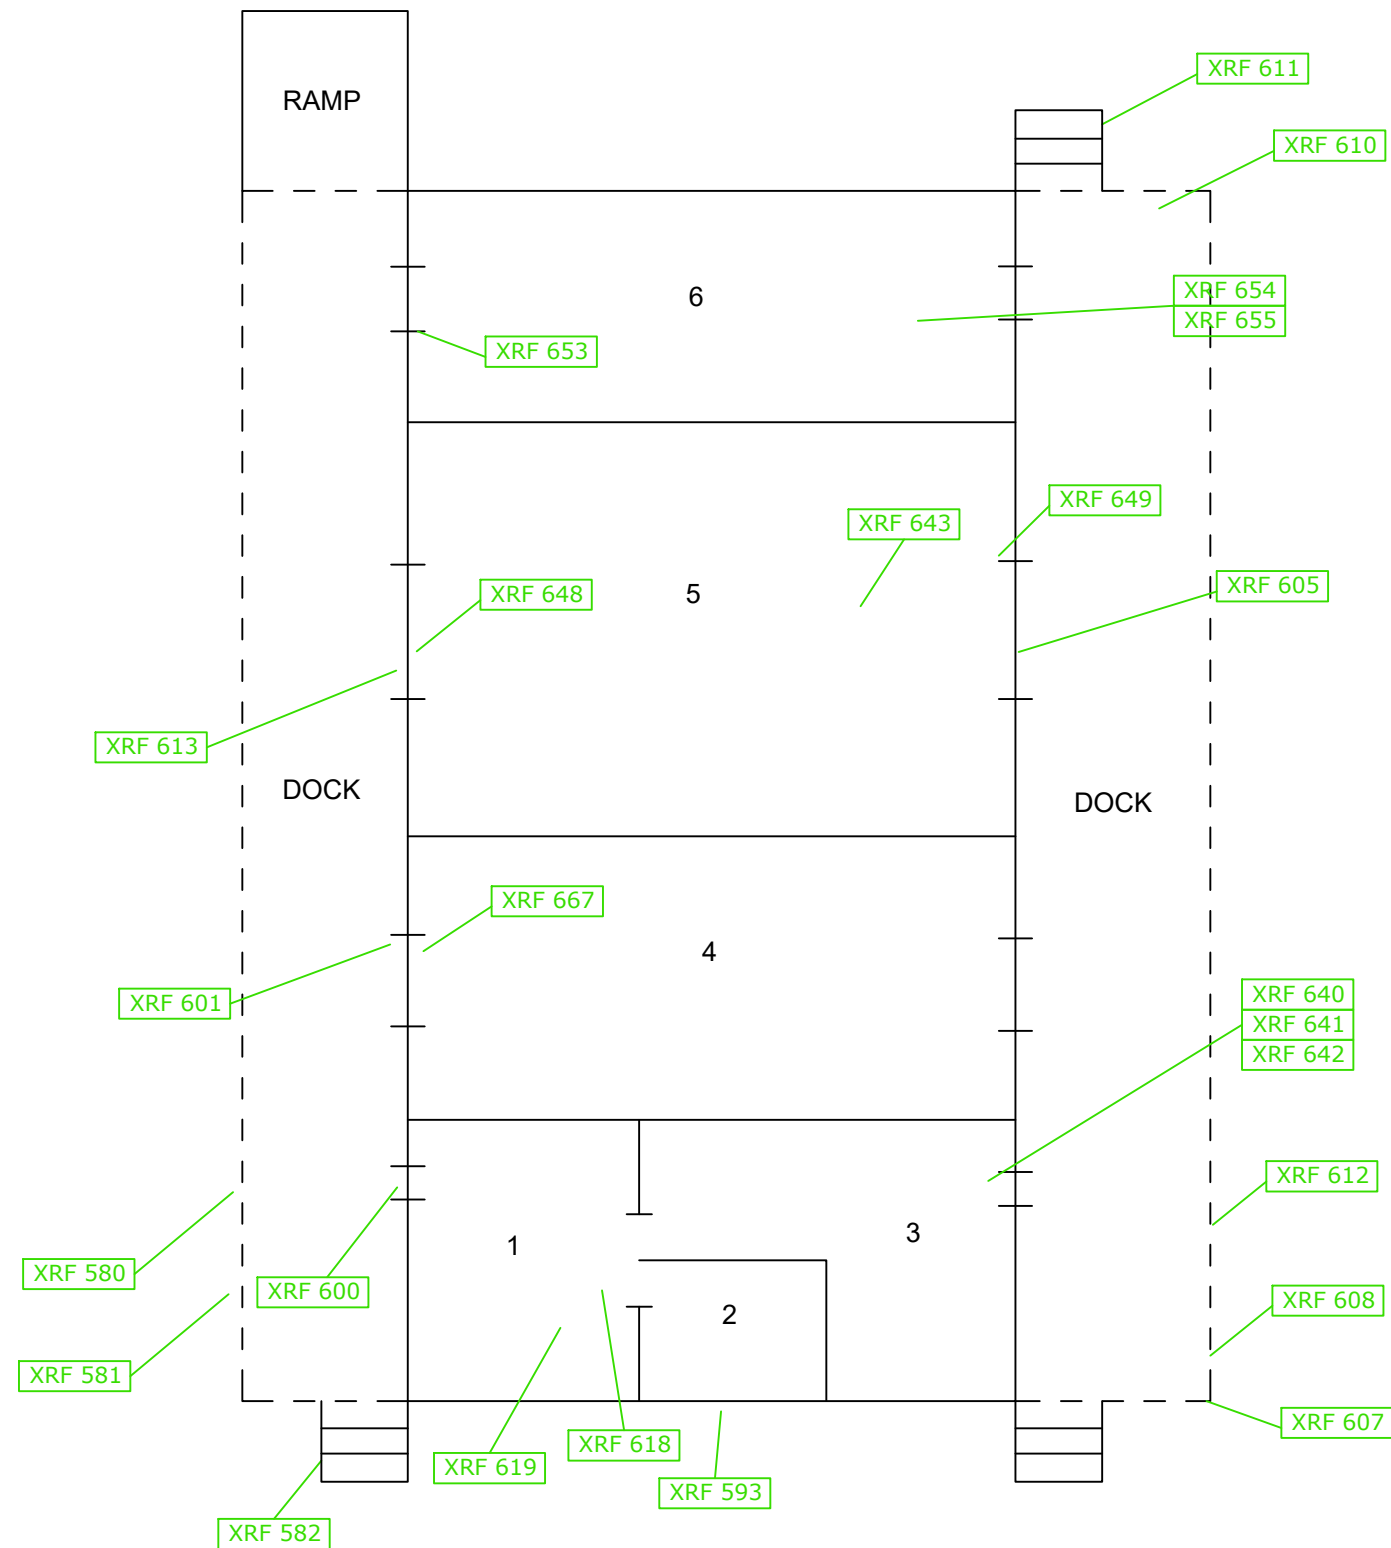 XRF 611
RAMP
XRF 610
XRF 654
6
XRF 655
XRF 653
XRF 649
XRF 643
XRF 605
5
XRF 648
XRF 613
DOCK
DOCK
XRF 667
4
XRF 640
XRF 601
XRF 641
XRF 642
XRF 612
3
1
XRF 580
XRF 600
XRF 608
2
XRF 581
XRF 607
XRF 618
XRF 619
XRF 593
XRF 582